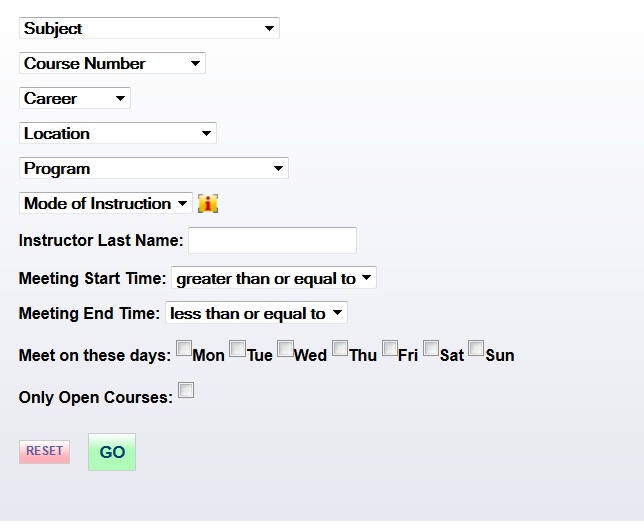 Subject
Course Number
Career
Location
Program
Mode of Instruction i
Instructor Last Name:
Meeting Start Time: greater than or equal to
Meeting End Time: less than or equal to
Meet on these days: Mon Tue Wed Thu Fri Sat Sun
Only Open Courses:
RESET GO